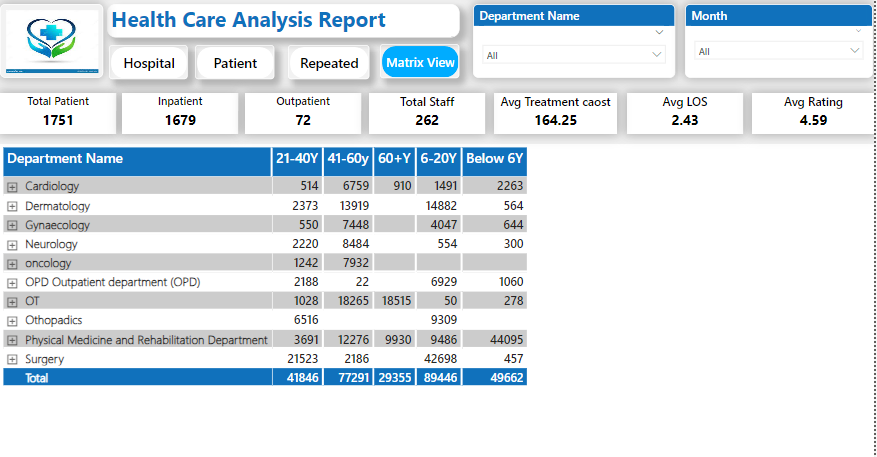 Health Care Analysis Report
Hospital Patient Repeated Matrix View
Department Name
All
Month
All
Total Patient
1751
Inpatient
1679
Outpatient
72
Total Staff
262
Avg Treatment caost
164.25
Avg LOS
2.43
Avg Rating
4.59
Department Name 21-40Y 41-60y 60+Y 6-20Y Below 6Y
Cardiology 514 6759 910 1491 2263
Dermatology 2373 13919 14882 564
Gynaecology 550 7448 4047 644
Neurology 2220 8484 554 300
oncology 1242 7932
OPD Outpatient department (OPD) 2188 22 6929 1060
OT 1028 18265 18515 50 278
Othopadics 6516 9309
Physical Medicine and Rehabilitation Department 3691 12276 9930 9486 44095
Surgery 21523 2186 42698 457
Total 41846 77291 29355 89446 49662